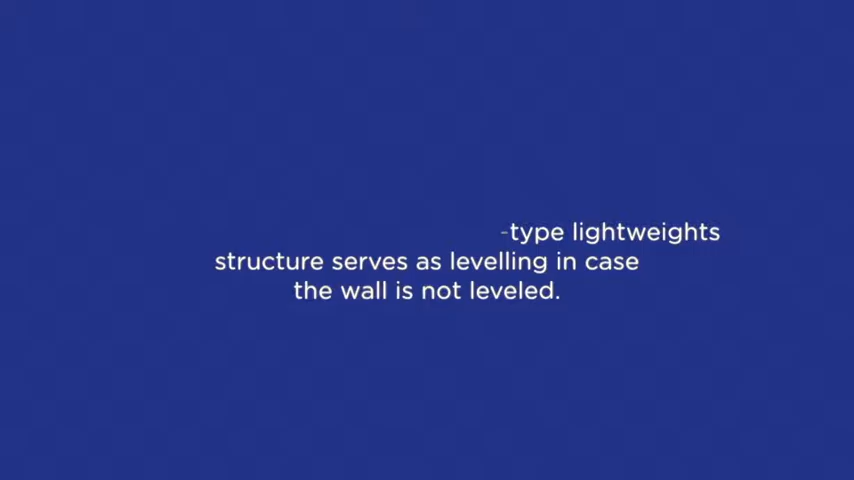 -type lightweights
structure serves as levelling in case
the wall is not leveled.